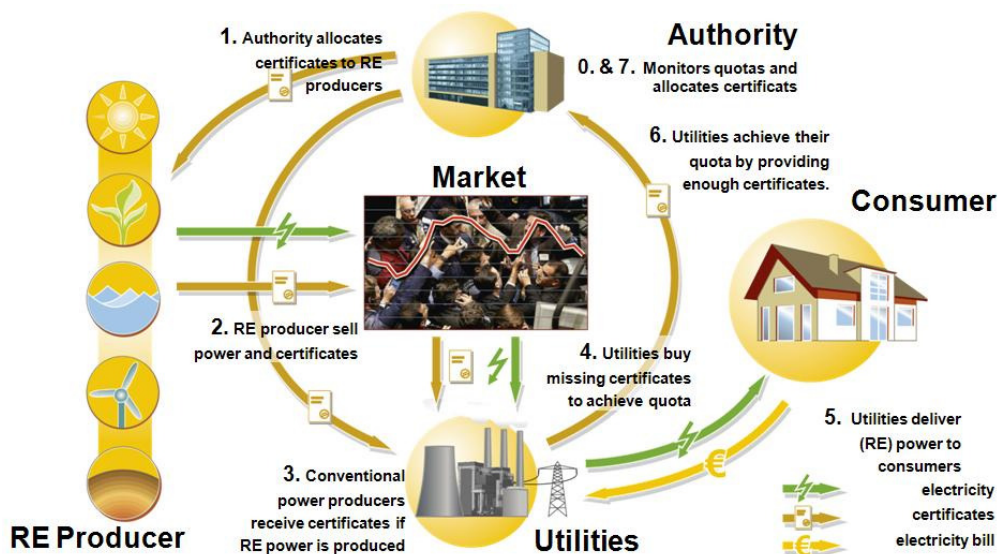 1. Authority allocates
certificates to RE
producers
Authority
0. & 7. Monitors quotas and
allocates certificats
6. Utilities achieve their
quota by providing
enough certificates.
Market
Consumer
2. RE producer sell
power and certificates
4. Utilities buy
missing certificates
to achieve quota
5. Utilities deliver
(RE) power to
consumers
3. Conventional
power producers
receive certificates if
RE power is produced
electricity
certificates
€ electricity bill
€
RE Producer
Utilities